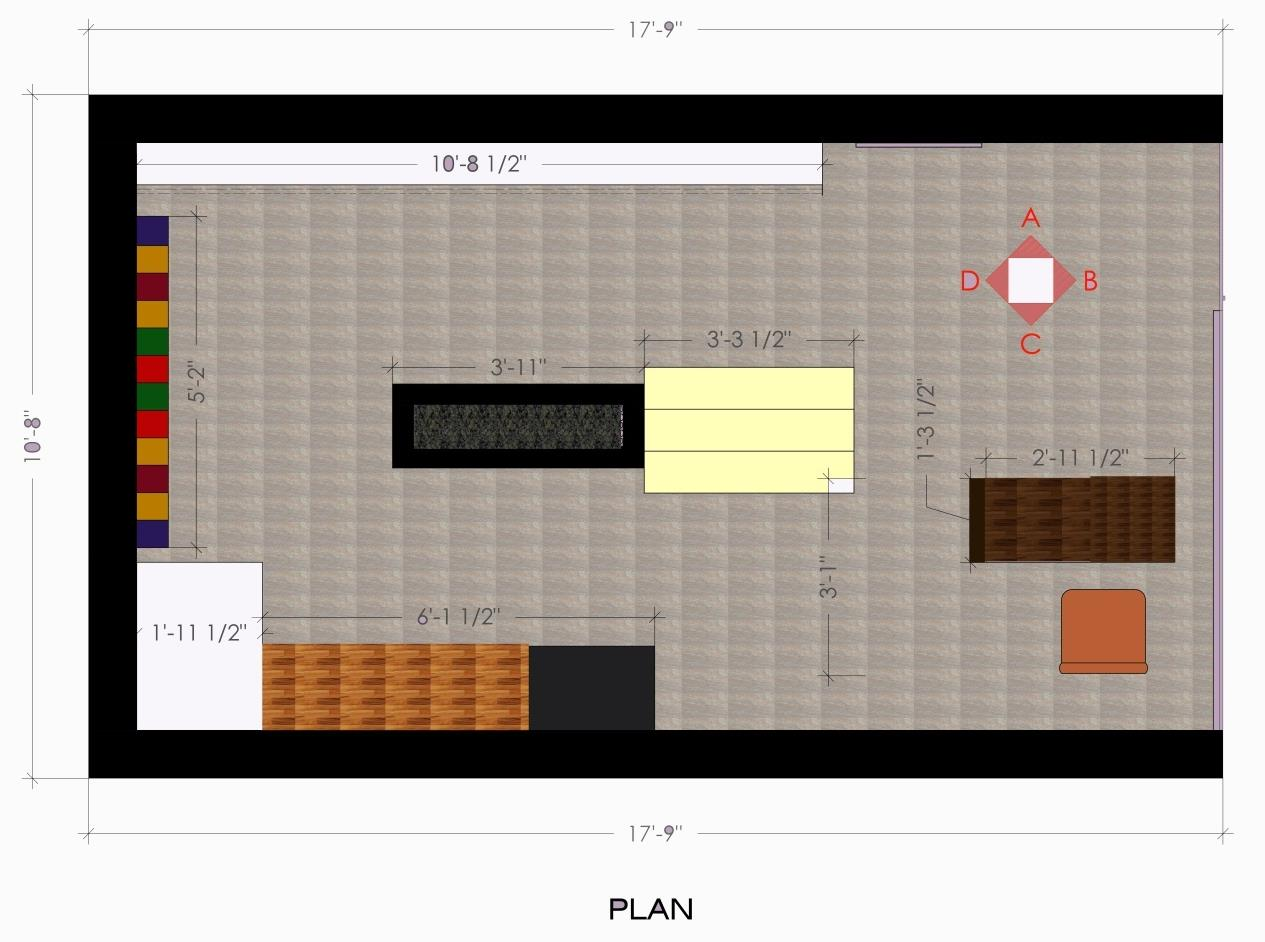 17'-9"
10'-8 1/2"
A
D
B
C
3'-3 1/2"
3'-11"
5'-2"
1'-3 1/2"
10'-8"
2'-11 1/2"
3'-1"
6'-1 1/2"
1'-11 1/2"
17'-9"
PLAN